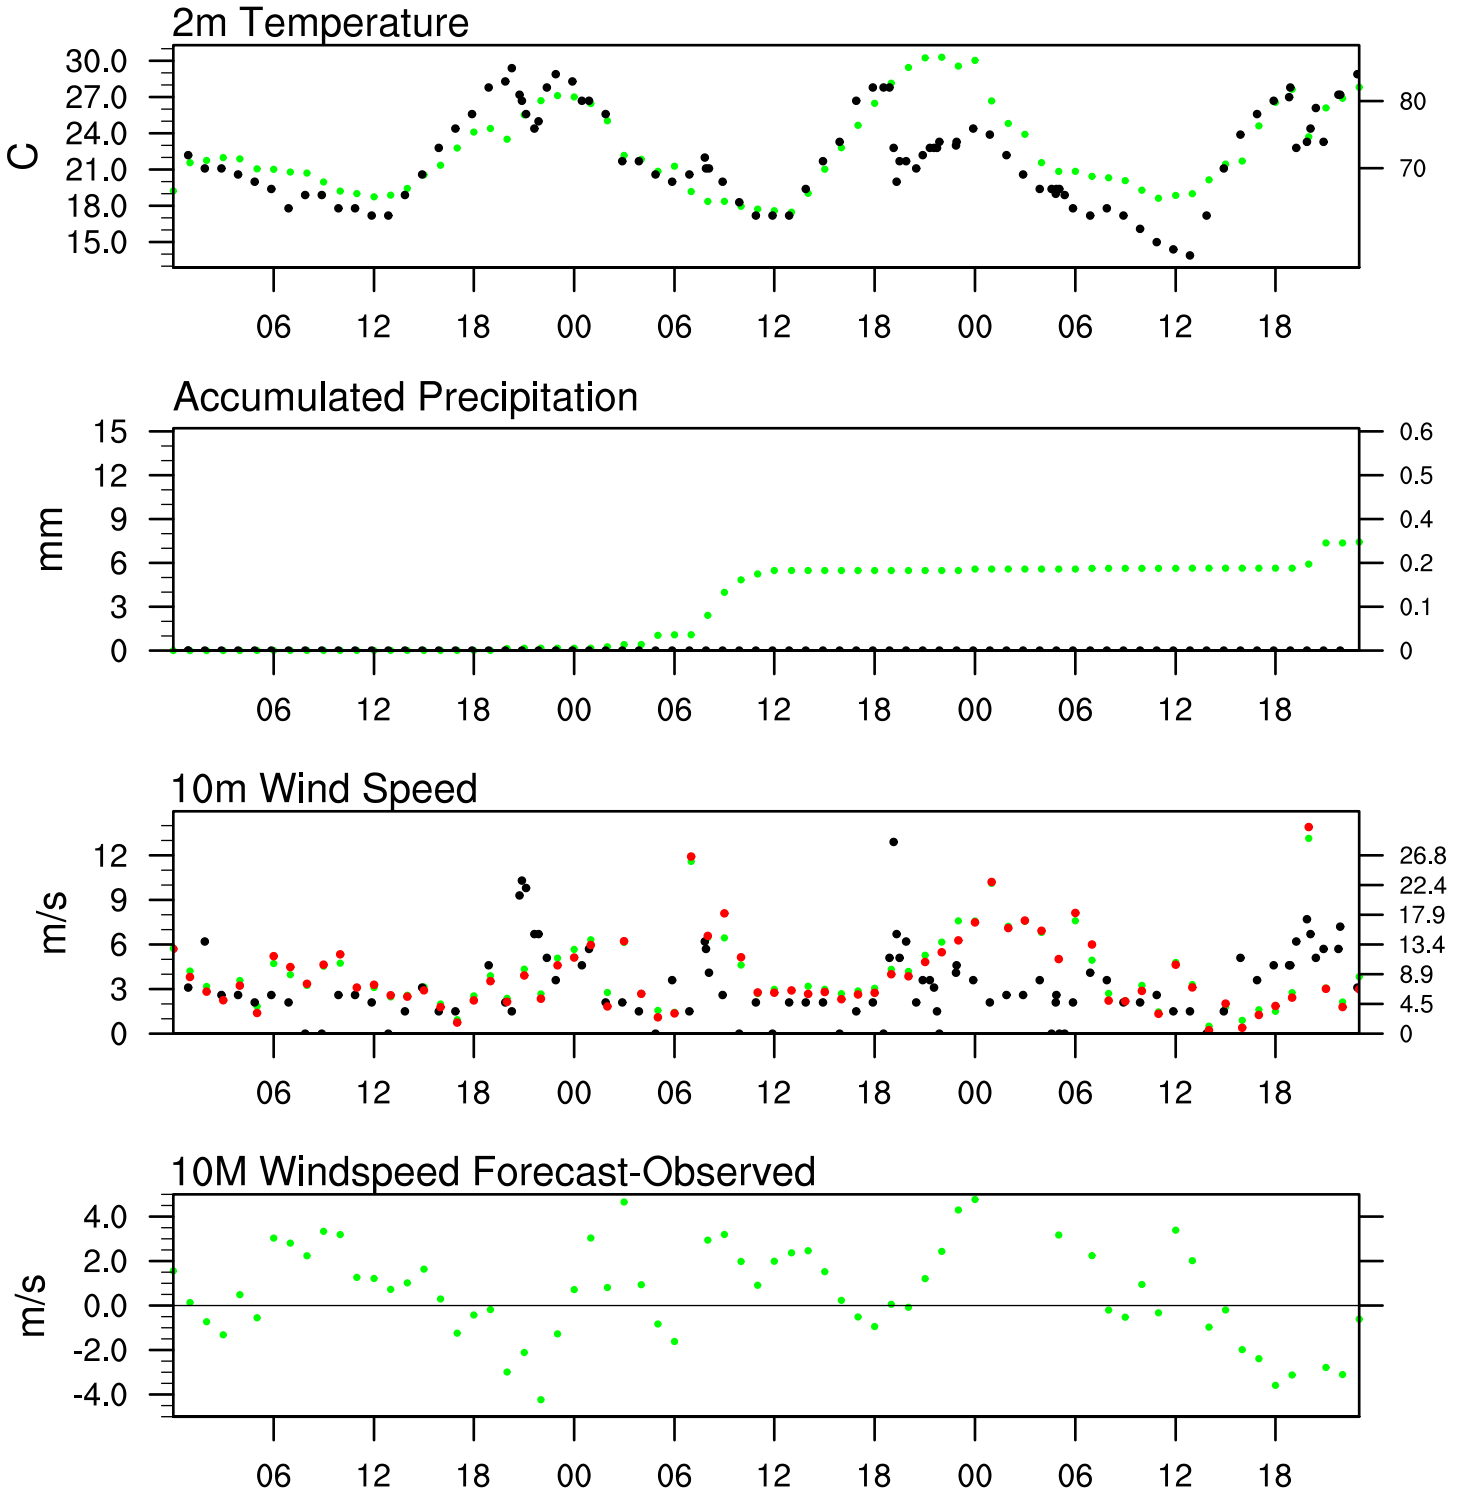 2m Temperature
30.0
27.0 80
24.0
C
21.0 70
18.0
15.0
06 12 18 00 06 12 18 00 06 12 18
Accumulated Precipitation
15 0.6
12 0.5
9 0.4
mm
6 0.2
3 0.1
0 0
06 12 18 00 06 12 18 00 06 12 18
10m Wind Speed
12 26.8
22.4
9
17.9
m/s
6 13.4
8.9
3
4.5
0 0
06 12 18 00 06 12 18 00 06 12 18
10M Windspeed Forecast-Observed
4.0
2.0
m/s
0.0
-2.0
-4.0
06 12 18 00 06 12 18 00 06 12 18